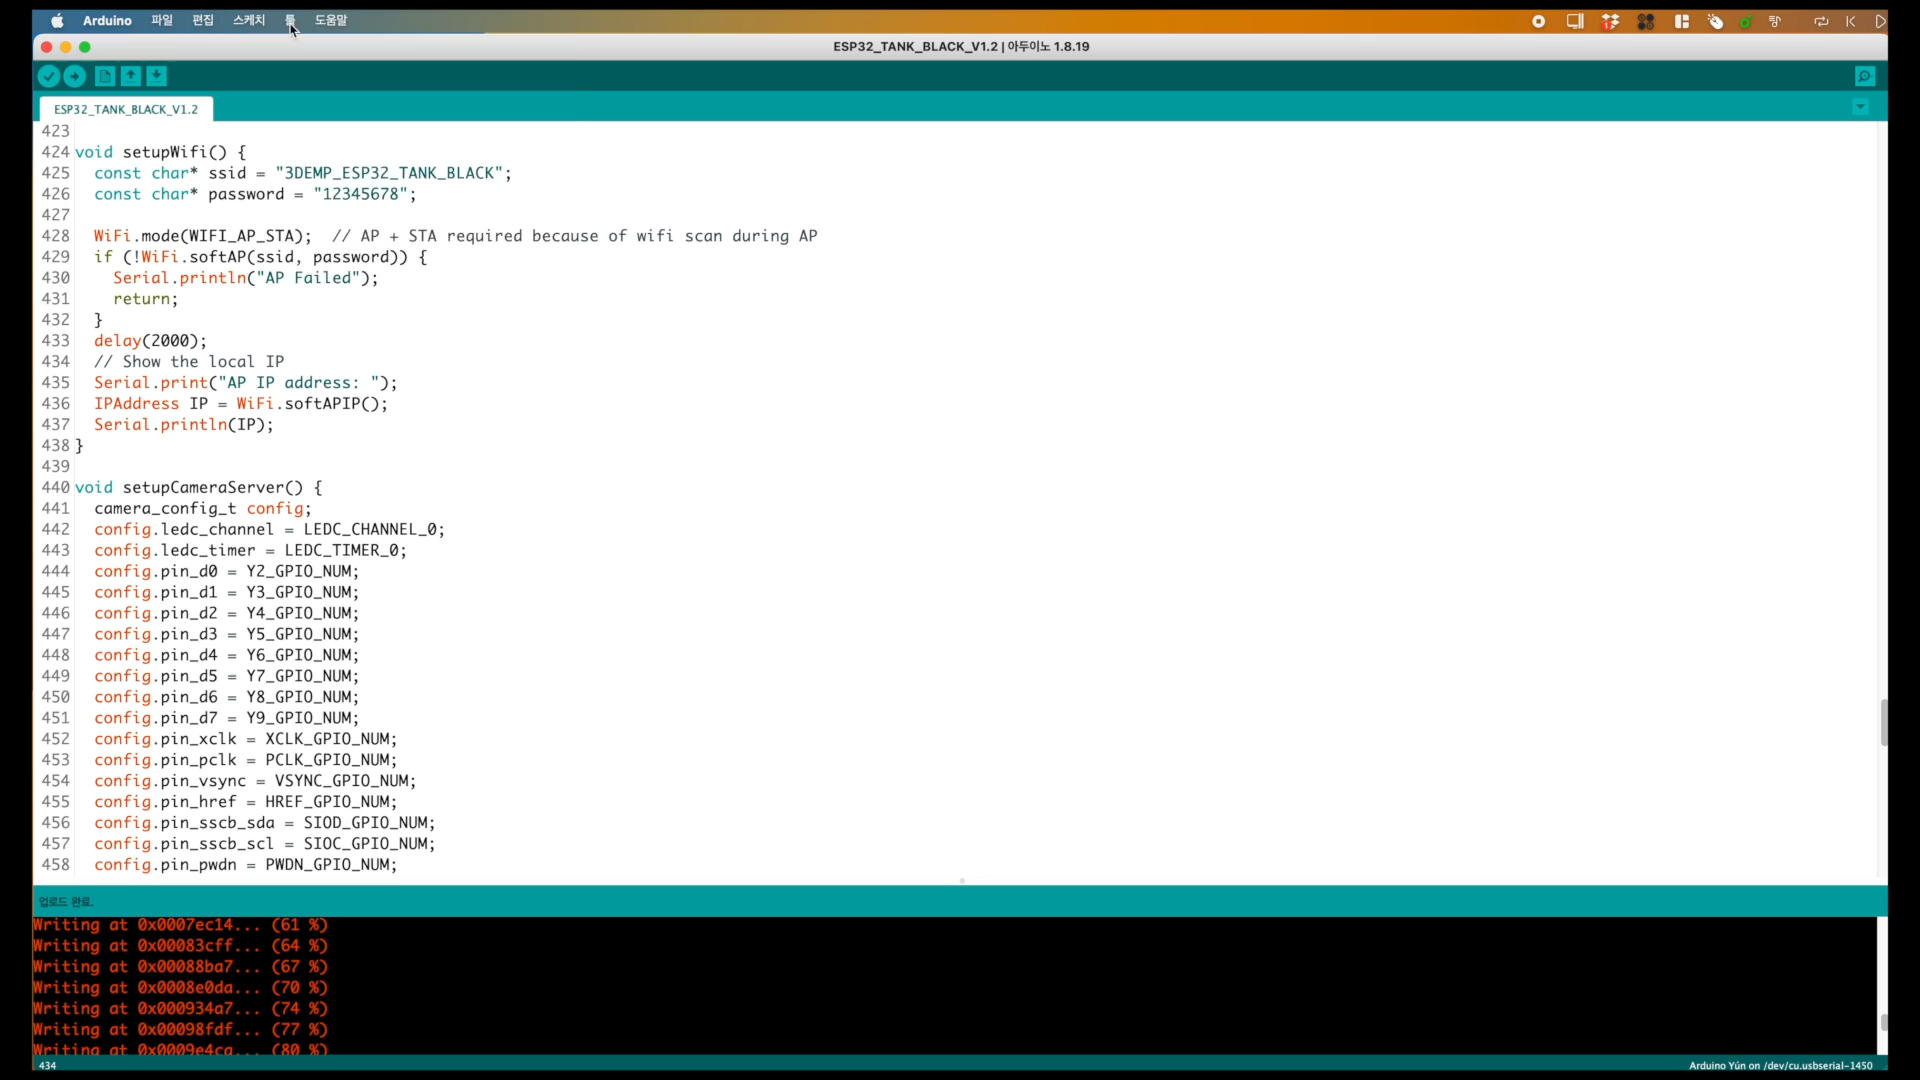 Arduino 파일 편집 스케치 툴 도움말
ESP32_TANK_BLACK_V1.2 | 아두이노 1.8.19
ESP32_TANK_BLACK_V1.2
423
424 void setupWifi() {
425 const char* ssid = "3DEMP_ESP32_TANK_BLACK";
426 const char* password = "12345678";
427
428 WiFi.mode(WIFI_AP_STA); // AP + STA required because of wifi scan during AP
429 if (!WiFi.softAP(ssid, password)) {
430 Serial.println("AP Failed");
431 return;
432 }
433 delay(2000);
434 // Show the local IP
435 Serial.print("AP IP address: ");
436 IPAddress IP = WiFi.softAPIP();
437 Serial.println(IP);
438 }
439
440 void setupCameraServer() {
441 camera_config_t config;
442 config.ledc_channel = LEDC_CHANNEL_0;
443 config.ledc_timer = LEDC_TIMER_0;
444 config.pin_d0 = Y2_GPIO_NUM;
445 config.pin_d1 = Y3_GPIO_NUM;
446 config.pin_d2 = Y4_GPIO_NUM;
447 config.pin_d3 = Y5_GPIO_NUM;
448 config.pin_d4 = Y6_GPIO_NUM;
449 config.pin_d5 = Y7_GPIO_NUM;
450 config.pin_d6 = Y8_GPIO_NUM;
451 config.pin_d7 = Y9_GPIO_NUM;
452 config.pin_xclk = XCLK_GPIO_NUM;
453 config.pin_pclk = PCLK_GPIO_NUM;
454 config.pin_vsync = VSYNC_GPIO_NUM;
455 config.pin_href = HREF_GPIO_NUM;
456 config.pin_sscb_sda = SIOD_GPIO_NUM;
457 config.pin_sscb_scl = SIOC_GPIO_NUM;
458 config.pin_pwdn = PWDN_GPIO_NUM;
업로드 완료.
Writing at 0x0007ec14... (61 %)
Writing at 0x00083cff... (64 %)
Writing at 0x00088ba7... (67 %)
Writing at 0x0008e0da... (70 %)
Writing at 0x000934a7... (74 %)
Writing at 0x00098fdf... (77 %)
Writing at 0x0009e4ca... (80 %)
434
Arduino Yún on /dev/cu.usbserial-1450